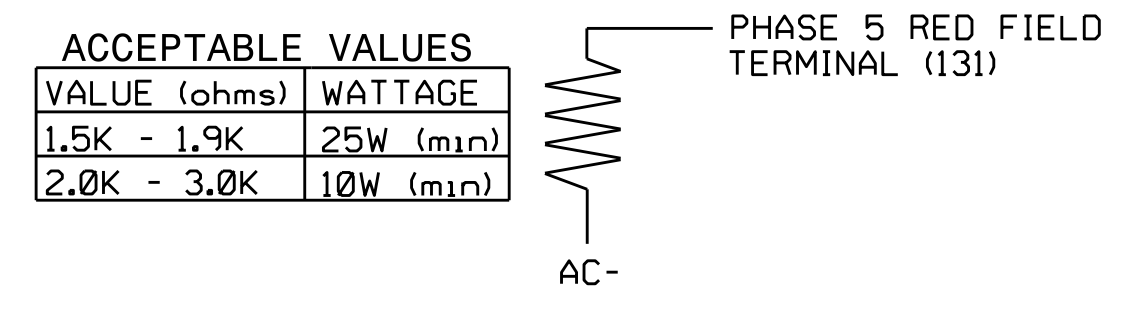 ACCEPTABLE VALUES
VALUE (ohms) WATTAGE
1.5K - 1.9K 25W (min)
2.0K - 3.0K 10W (min)
PHASE 5 RED FIELD
TERMINAL (131)
AC-